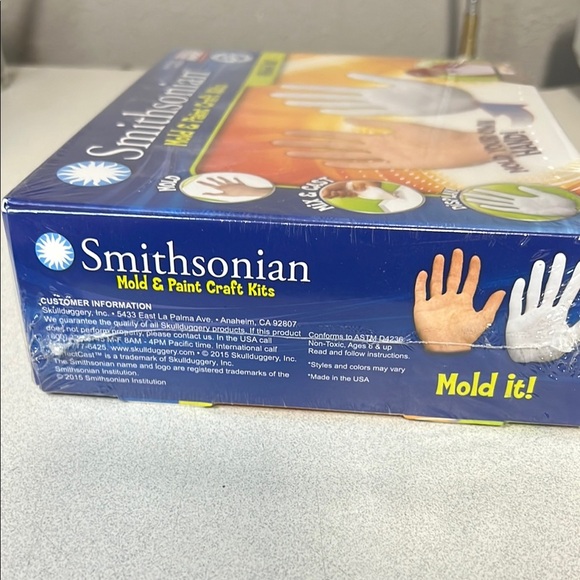 Smithsonian
Mold & Paint Craft Kits
MOLD
MIX & CAST
Smithsonian
Mold & Paint Craft Kits
CUSTOMER INFORMATION
Skullduggery, Inc. • 5433 East La Palma Ave. • Anaheim, CA 92807
We guarantee the quality of all Skullduggery products. If this product
does not perform properly, please contact us. In the USA call
M-F 8AM - 4PM Pacific time. International call
-6425. www.skullduggery.com • © 2015 Skullduggery, Inc.
is a trademark of Skullduggery, Inc.
The Smithsonian name and logo are registered trademarks of the
Smithsonian Institution.
© 2015 Smithsonian Institution
Conforms to ASTM D4236
Non-Toxic, Ages 6 & up
Read and follow instructions.
*Styles and colors may vary
*Made in the USA
Mold it!